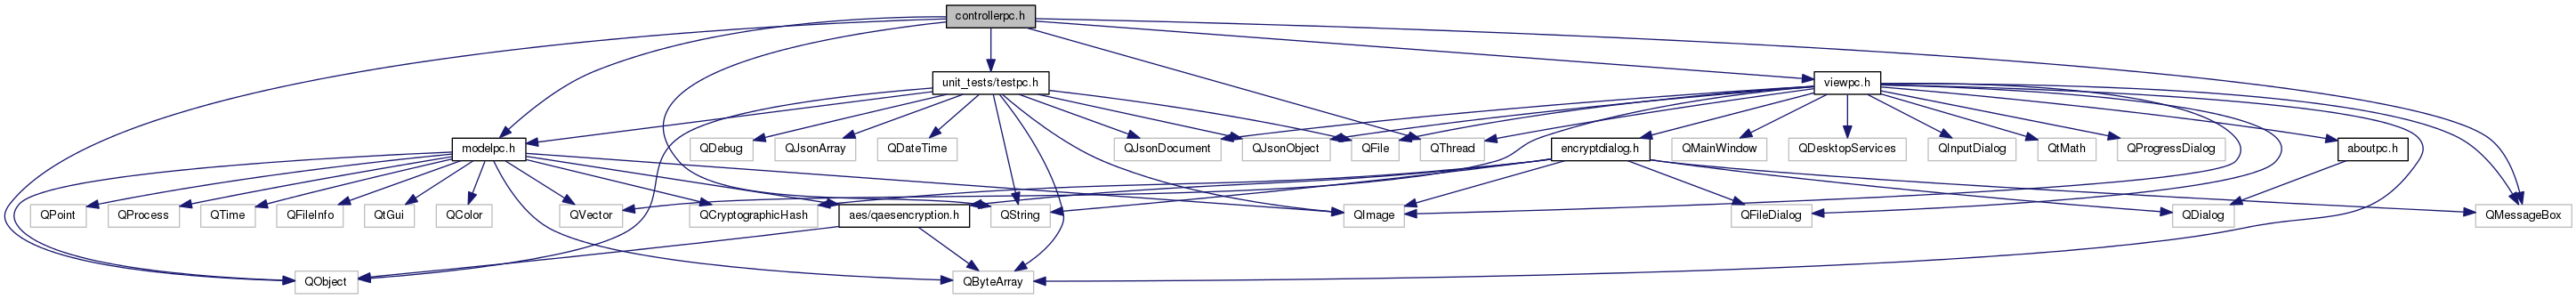 controllerpc.h
unit_tests/testpc.h
viewpc.h
modelpc.h
QDebug
QJsonArray
QDateTime
QJsonDocument
QJsonObject
QFile
QThread
encryptdialog.h
QMainWindow
QDesktopServices
QInputDialog
QtMath
QProgressDialog
aboutpc.h
QPoint
QProcess
QTime
QFileInfo
QtGui
QColor
QVector
QCryptographicHash
aes/qaesencryption.h
QString
QImage
QFileDialog
QDialog
QMessageBox
QObject
QByteArray